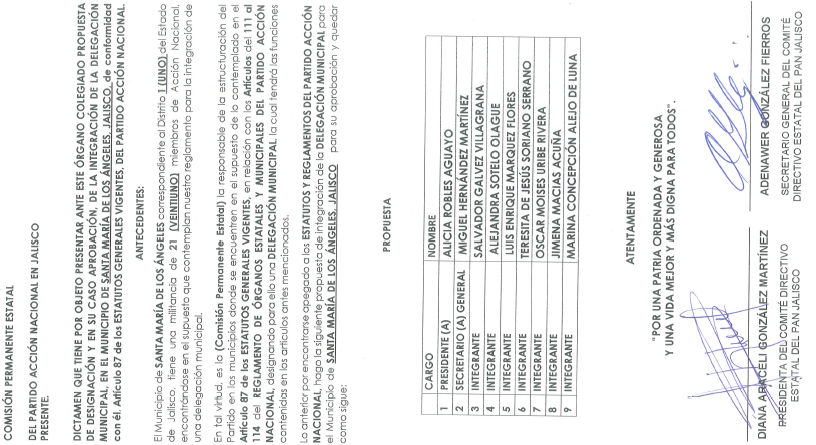 COMISIÓN PERMANENTE ESTATAL
DEL PARTIDO ACCIÓN NACIONAL EN JALISCO
PRESENTE.
DICTAMEN QUE TIENE POR OBJETO PRESENTAR ANTE ESTE ÓRGANO COLEGIADO PROPUESTA
DE DESIGNACIÓN Y EN SU CASO APROBACIÓN, DE LA INTEGRACIÓN DE LA DELEGACIÓN
MUNICIPAL, EN EL MUNICIPIO DE SANTA MARÍA DE LOS ÁNGELES, JALISCO, de conformidad
con él. Artículo 87 de los ESTATUTOS GENERALES VIGENTES, DEL PARTIDO ACCIÓN NACIONAL.
ANTECEDENTES:
El Municipio de SANTA MARÍA DE LOS ÁNGELES correspondiente al Distrito 1 (UNO) del Estado
de Jalisco, tiene una militancia de 21 (VEINTIUNO) miembros de Acción Nacional,
encontrándose en el supuesto que contemplan nuestro reglamento para la integración de
una delegación municipal.
En tal virtud, es la (Comisión Permanente Estatal) la responsable de la estructuración del
Partido en los municipios donde se encuentren en el supuesto de lo contemplado en el
Artículo 87 de los ESTATUTOS GENERALES VIGENTES, en relación con los Artículos del 111 al
114 del REGLAMENTO DE ÓRGANOS ESTATALES Y MUNICIPALES DEL PARTIDO ACCIÓN
NACIONAL, designando para ello una DELEGACIÓN MUNICIPAL, la cual tendrá las funciones
contenidas en los artículos antes mencionados.
Lo anterior por encontrarse apegado a los ESTATUTOS Y REGLAMENTOS DEL PARTIDO ACCIÓN
NACIONAL, hago la siguiente propuesta de integración de la DELEGACIÓN MUNICIPAL para
el Municipio de SANTA MARÍA DE LOS ÁNGELES, JALISCO para su aprobación y quedar
como sigue:
PROPUESTA
CARGO NOMBRE
1 PRESIDENTE (A) ALICIA ROBLES AGUAYO
2 SECRETARIO (A) GENERAL MIGUEL HERNÁNDEZ MARTÍNEZ
3 INTEGRANTE SALVADOR GALVEZ VILLAGRANA
4 INTEGRANTE ALEJANDRA SOTELO OLAGUE
5 INTEGRANTE LUIS ENRIQUE MARQUEZ FLORES
6 INTEGRANTE TERESITA DE JESÚS SORIANO SERRANO
7 INTEGRANTE OSCAR MOISES URIBE RIVERA
8 INTEGRANTE JIMENA MACIAS ACUÑA
9 INTEGRANTE MARINA CONCEPCIÓN ALEJO DE LUNA
ATENTAMENTE
"POR UNA PATRIA ORDENADA Y GENEROSA
Y UNA VIDA MEJOR Y MÁS DIGNA PARA TODOS".
DIANA ARACELI GONZÁLEZ MARTÍNEZ
PRESIDENTA DEL COMITÉ DIRECTIVO
ESTATAL DEL PAN JALISCO
ADENAWER GONZÁLEZ FIERROS
SECRETARIO GENERAL DEL COMITÉ
DIRECTIVO ESTATAL DEL PAN JALISCO